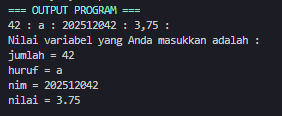 === OUTPUT PROGRAM ===
42 : a : 202512042 : 3,75 :
Nilai variabel yang Anda masukkan adalah :
jumlah = 42
huruf = a
nim = 202512042
nilai = 3.75